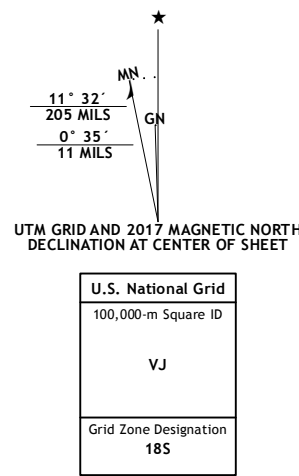 ★
MN
11° 32´
205 MILS
GN
0° 35´
11 MILS
UTM GRID AND 2017 MAGNETIC NORTH
DECLINATION AT CENTER OF SHEET
U.S. National Grid
100,000-m Square ID
VJ
Grid Zone Designation
18S